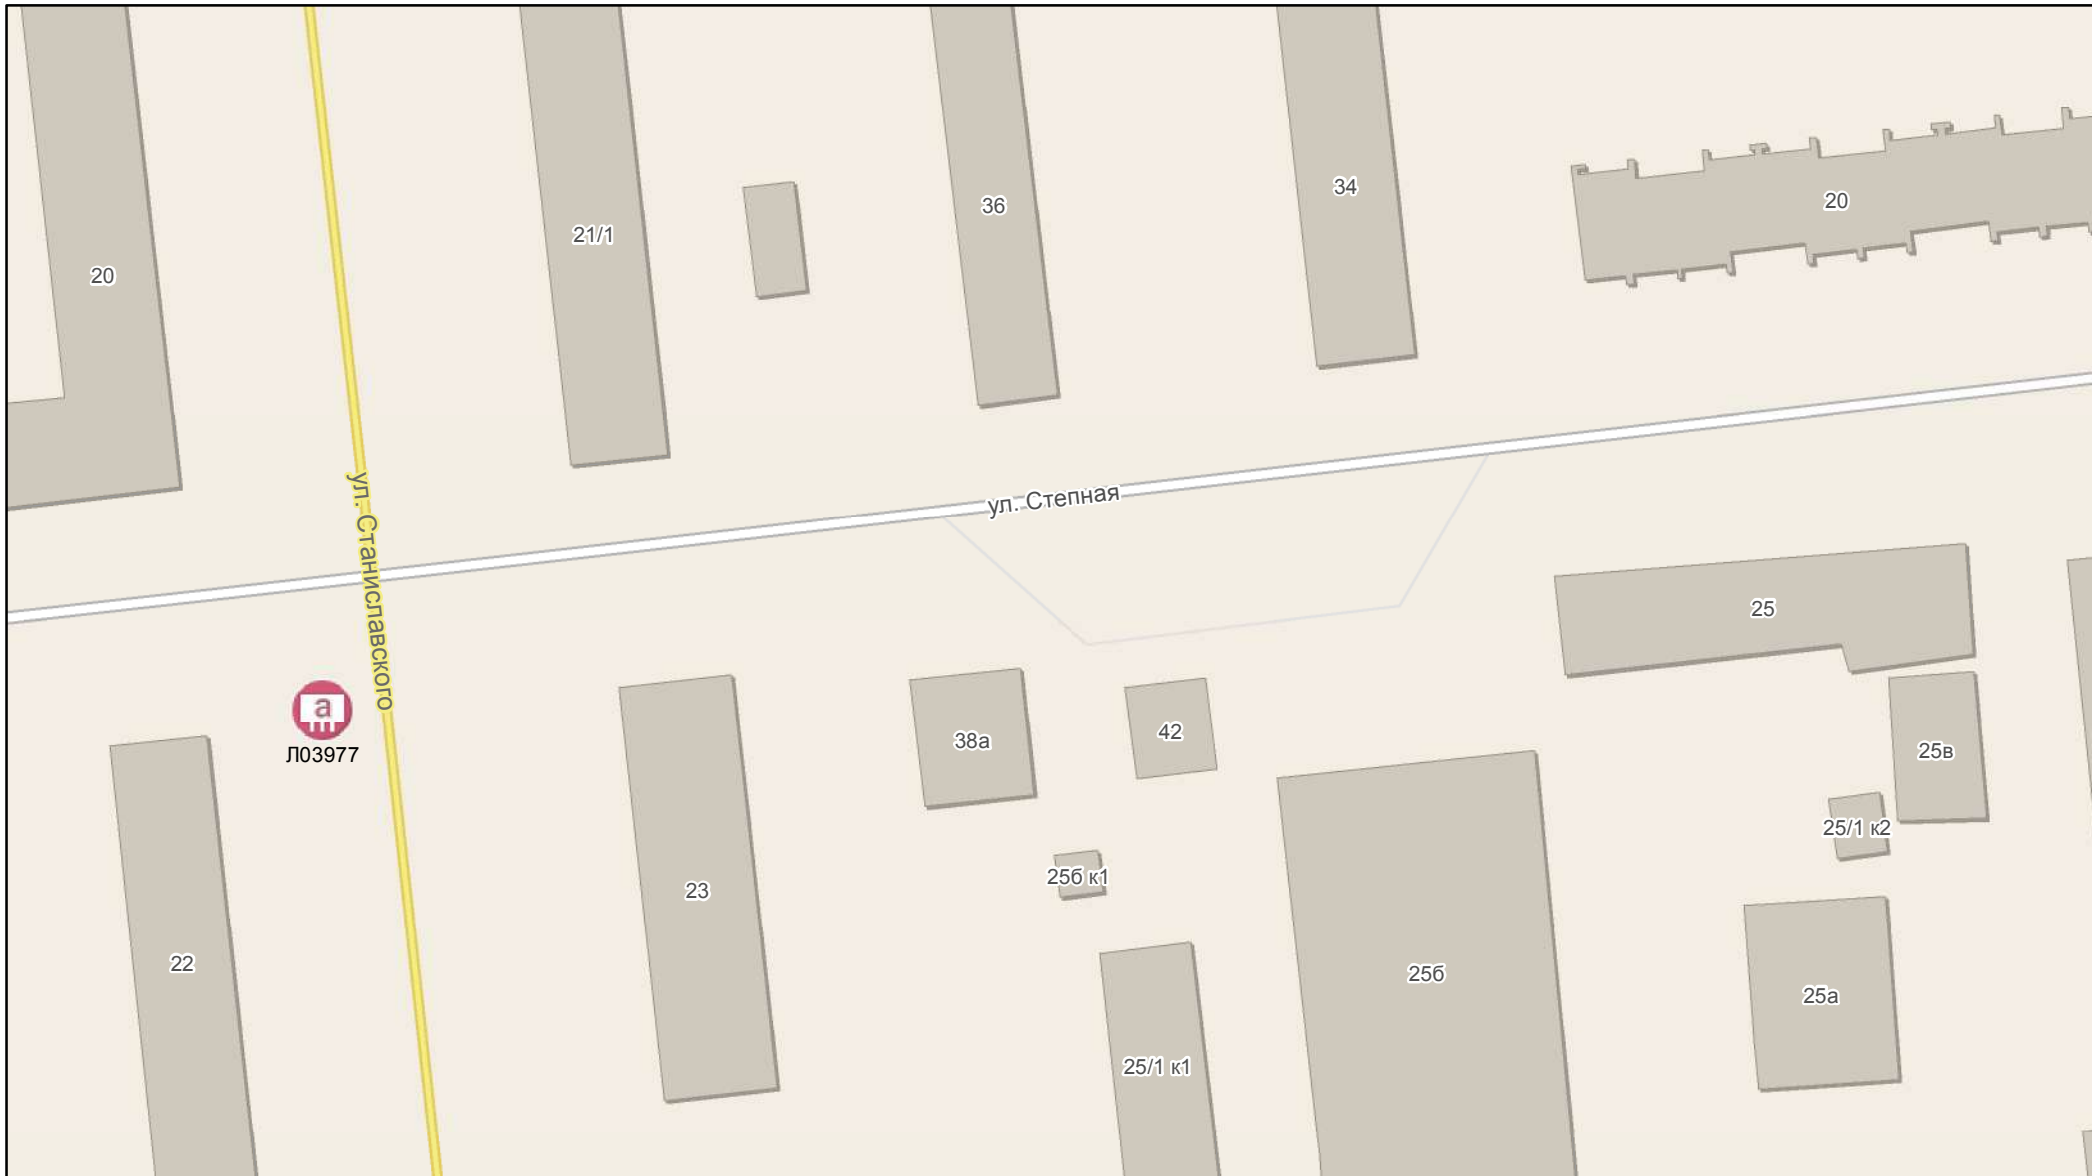 34
20
36
21/1
20
ул. Степная
ул. Станиславского
25
а
Л03977
42
38а
25в
25/1 к2
25б к1
23
22
25б
25а
25/1 к1